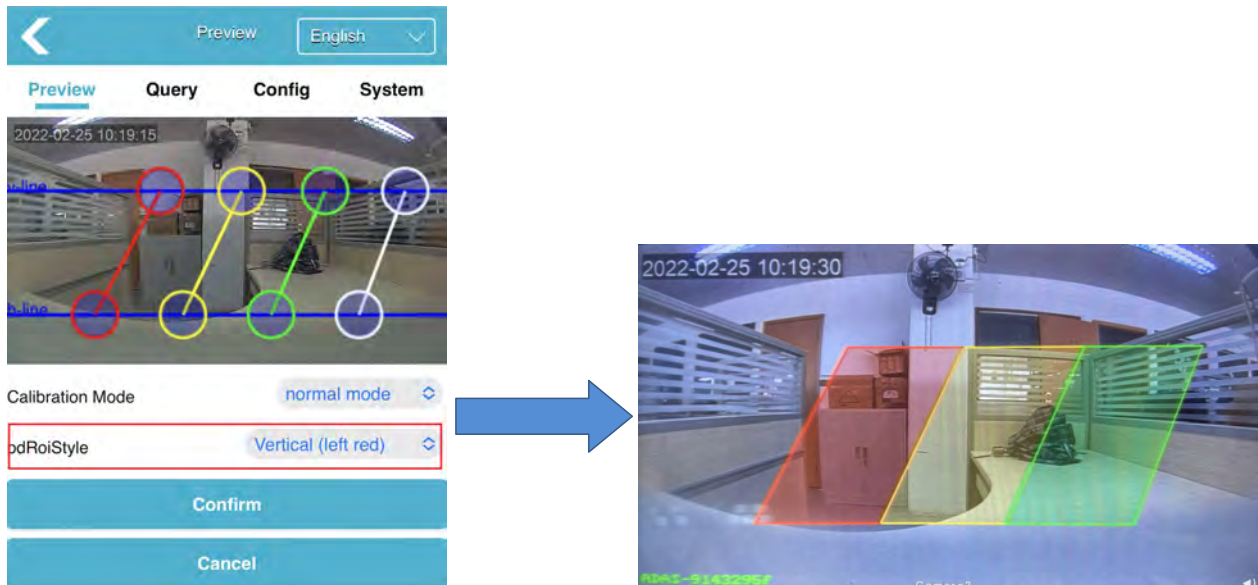 Preview
English
Preview Query Config System
2022-02-25 10:19:15
Calibration Mode normal mode
pdRoiStyle Vertical (left red)
Confirm
Cancel
2022-02-25 10:19:30